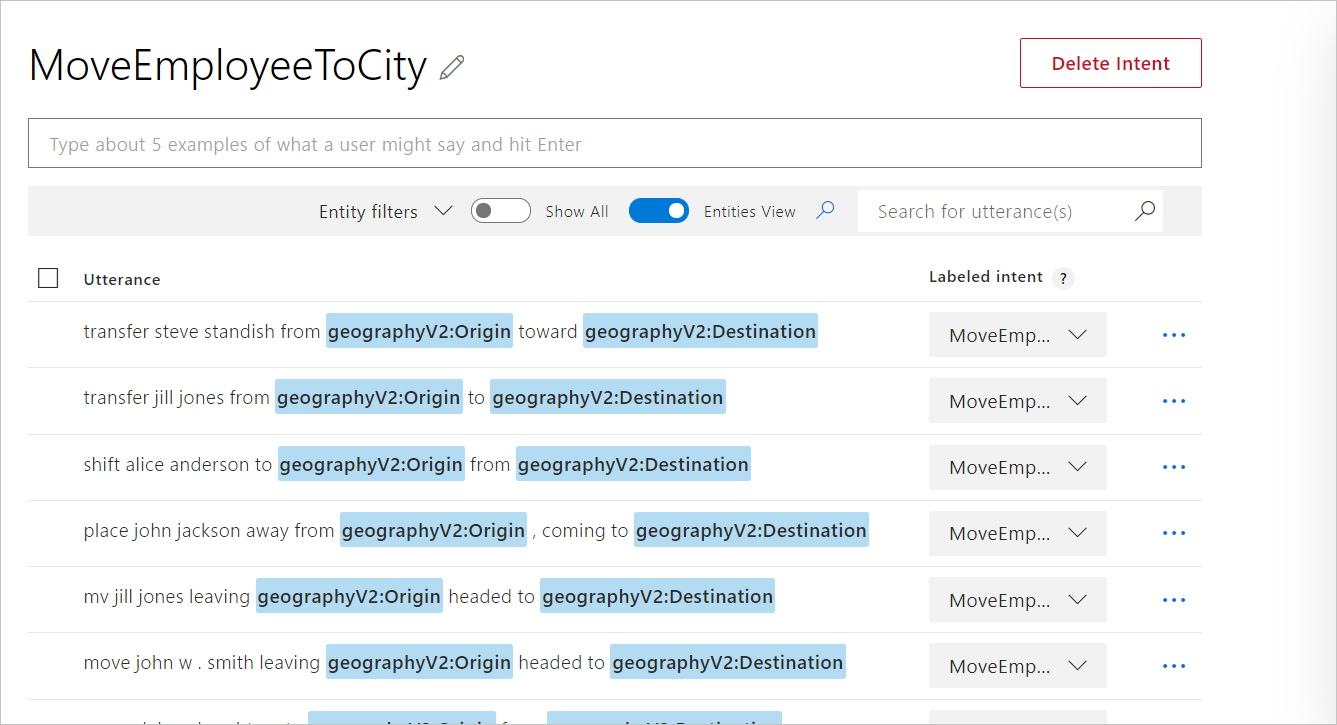 MoveEmployeeToCity
Delete Intent
Type about 5 examples of what a user might say and hit Enter
Entity filters Show All Entities View Search for utterance(s)
Utterance Labeled intent ?
transfer steve standish from geographyV2:Origin toward geographyV2:Destination MoveEmp... ...
transfer jill jones from geographyV2:Origin to geographyV2:Destination MoveEmp... ...
shift alice anderson to geographyV2:Origin from geographyV2:Destination MoveEmp... ...
place john jackson away from geographyV2:Origin , coming to geographyV2:Destination MoveEmp... ...
mv jill jones leaving geographyV2:Origin headed to geographyV2:Destination MoveEmp... ...
move john w . smith leaving geographyV2:Origin headed to geographyV2:Destination MoveEmp... ...